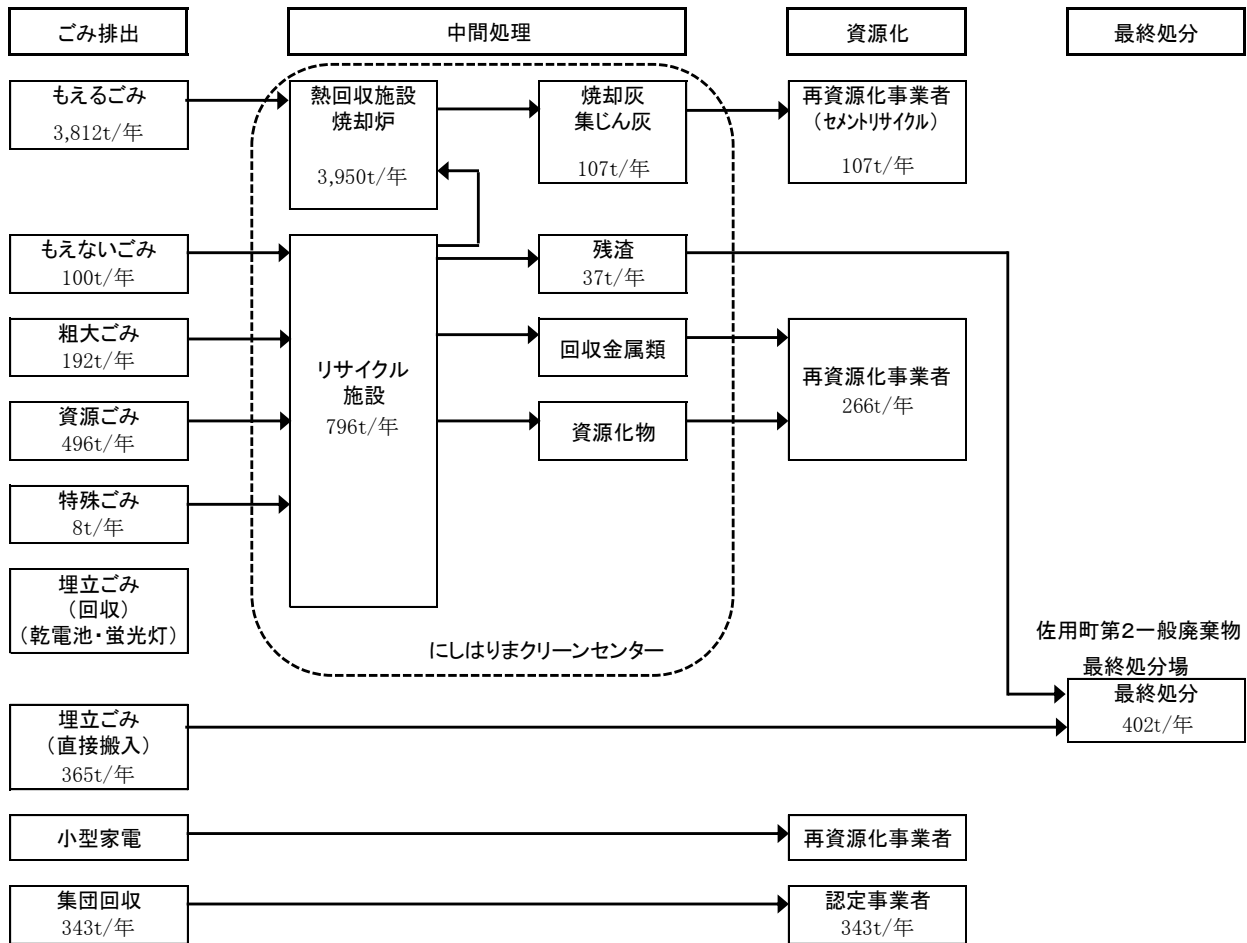 ごみ排出
中間処理
資源化
最終処分
もえるごみ
3,812t/年
熱回収施設
焼却炉
3,950t/年
焼却灰
集じん灰
107t/年
再資源化事業者
（セメントリサイクル）
107t/年
もえないごみ
100t/年
粗大ごみ
192t/年
資源ごみ
496t/年
特殊ごみ
8t/年
埋立ごみ
（回収）
（乾電池・蛍光灯）
リサイクル
施設
796t/年
残渣
37t/年
回収金属類
資源化物
再資源化事業者
266t/年
にしはりまクリーンセンター
佐用町第2一般廃棄物
最終処分場
最終処分
402t/年
埋立ごみ
（直接搬入）
365t/年
小型家電
再資源化事業者
集団回収
343t/年
認定事業者
343t/年